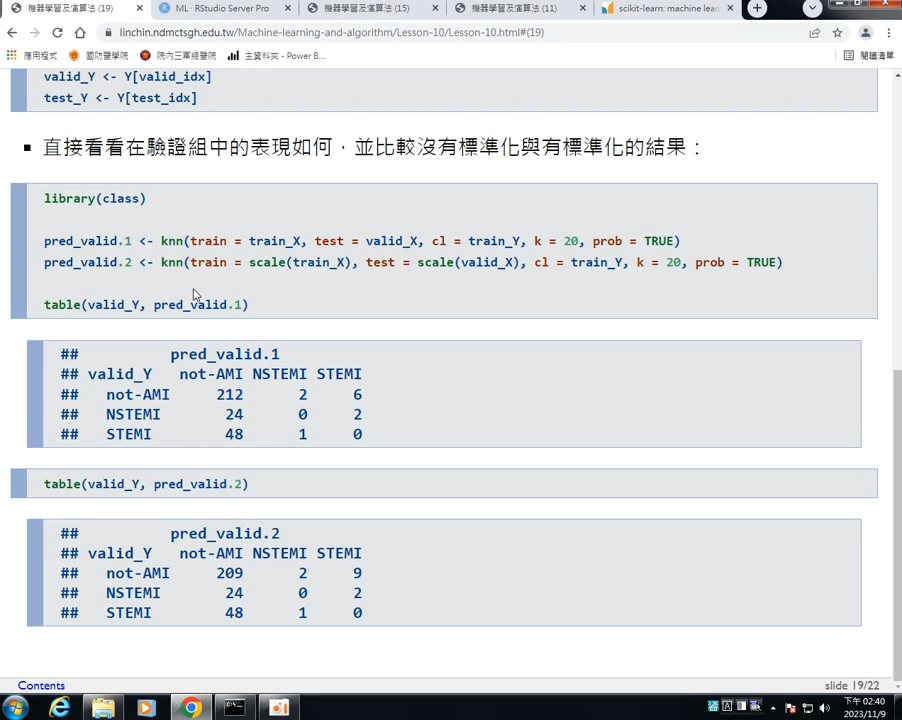 機器學習及演算法 (19)
ML - RStudio Server Pro
機器學習及演算法 (15)
機器學習及演算法 (11)
scikit-learn: machine lear
linchin.ndmctsgh.edu.tw/Machine-learning-and-algorithm/Lesson-10/Lesson-10.html#(19)
應用程式
國防醫學院
院內三軍總醫院
主資料夾 - Power B...
閱讀清單
valid_Y <- Y[valid_idx]
test_Y <- Y[test_idx]
▪ 直接看看在驗證組中的表現如何，並比較沒有標準化與有標準化的結果：
library(class)
pred_valid.1 <- knn(train = train_X, test = valid_X, cl = train_Y, k = 20, prob = TRUE)
pred_valid.2 <- knn(train = scale(train_X), test = scale(valid_X), cl = train_Y, k = 20, prob = TRUE)
table(valid_Y, pred_valid.1)
## pred_valid.1
## valid_Y not-AMI NSTEMI STEMI
## not-AMI 212 2 6
## NSTEMI 24 0 2
## STEMI 48 1 0
table(valid_Y, pred_valid.2)
## pred_valid.2
## valid_Y not-AMI NSTEMI STEMI
## not-AMI 209 2 9
## NSTEMI 24 0 2
## STEMI 48 1 0
Contents
slide 19/22
下午 02:40
2023/11/9